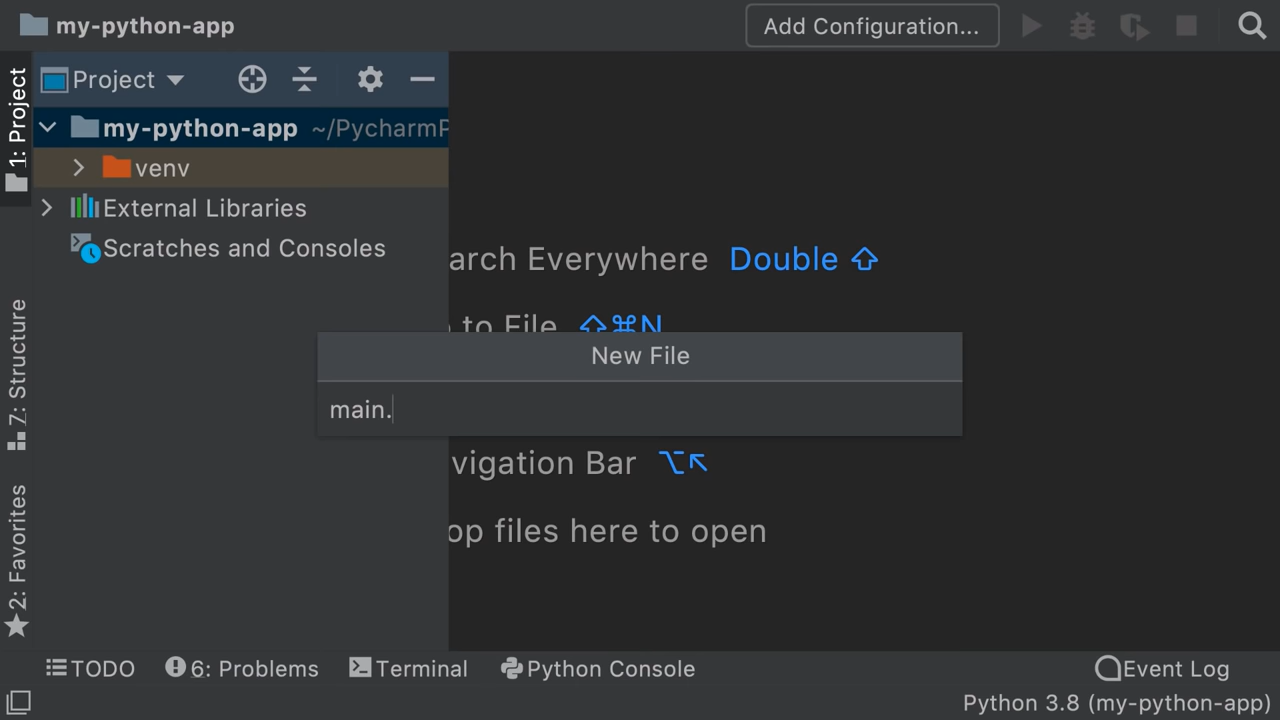 my-python-app
Add Configuration...
1: Project
Project
my-python-app ~/PycharmP
venv
External Libraries
Scratches and Consoles
arch Everywhere Double ⇧
to File ⇧⌘N
New File
main.
vigation Bar ⌥↖
op files here to open
Z: Structure
2: Favorites
TODO
6: Problems
Terminal
Python Console
Event Log
Python 3.8 (my-python-app)